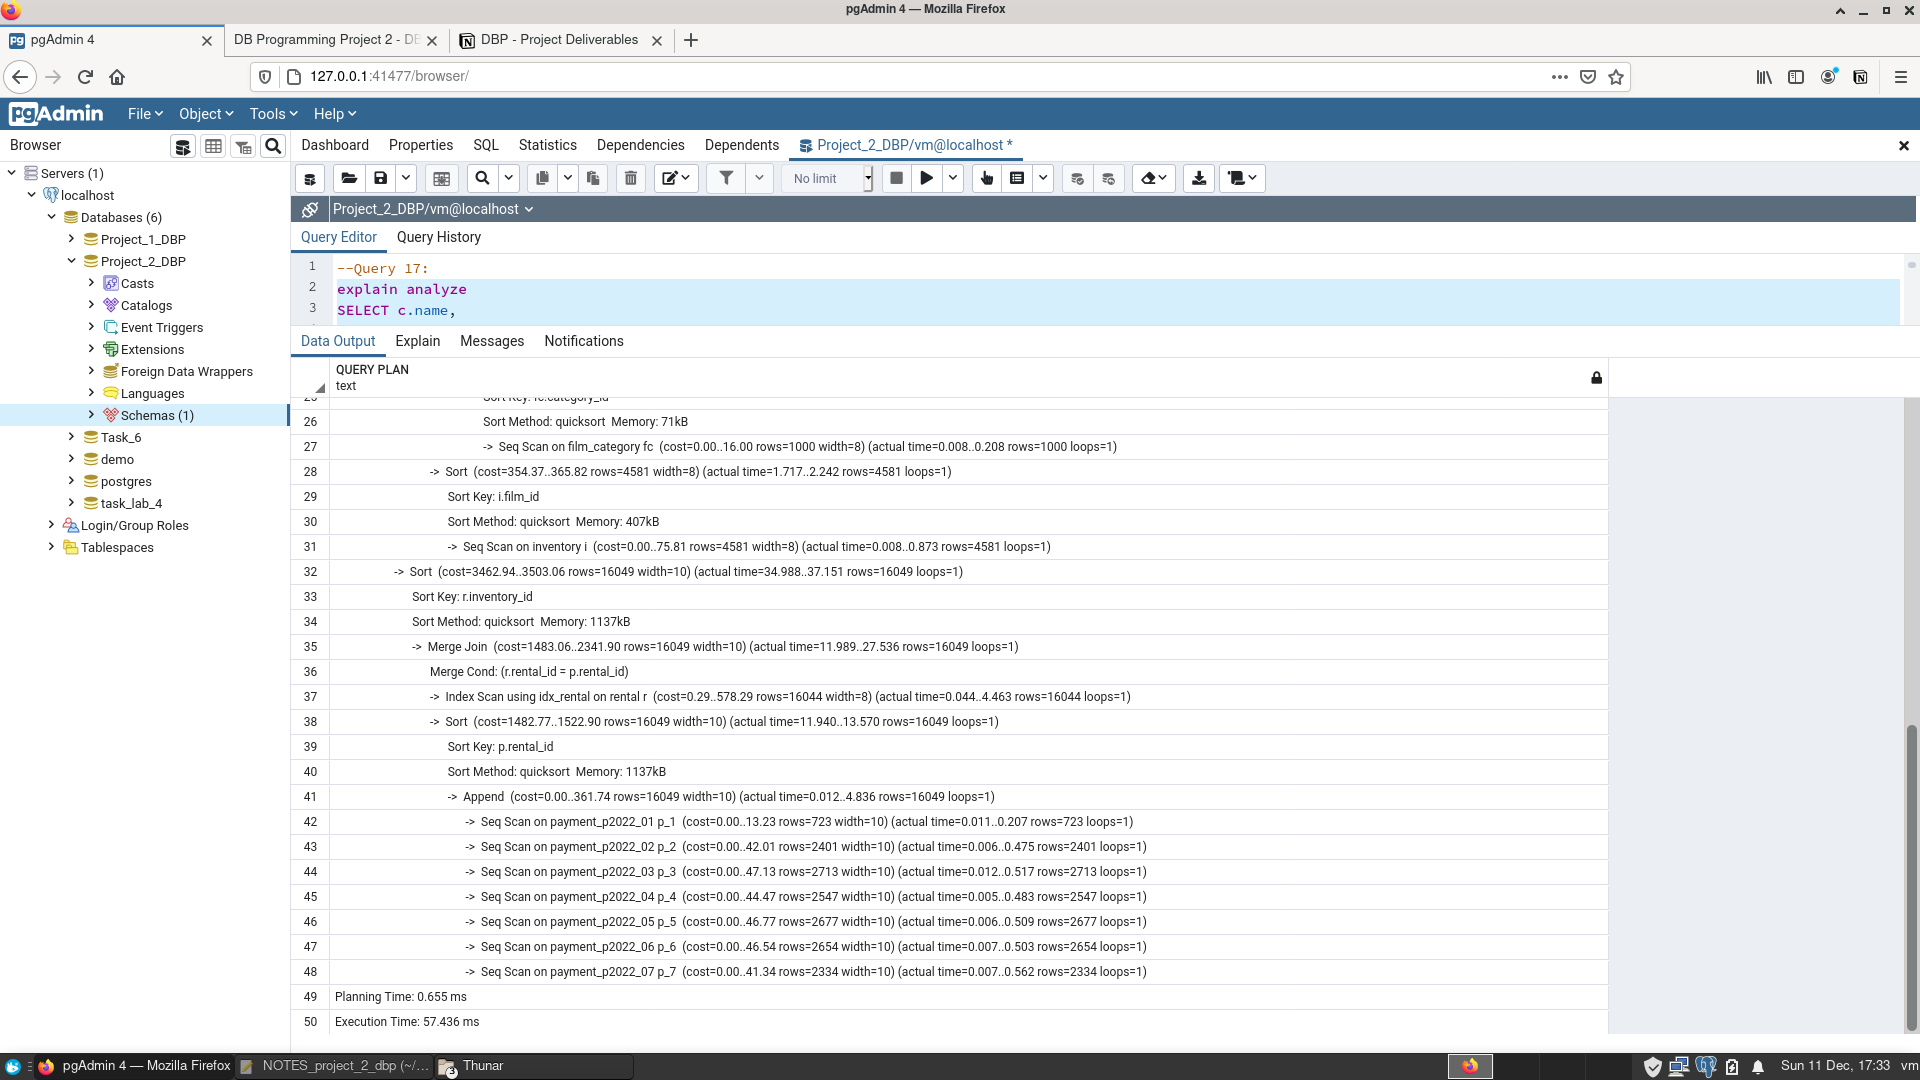 pgAdmin 4 — Mozilla Firefox
pgAdmin 4
DB Programming Project 2 - DE
DBP - Project Deliverables
127.0.0.1:41477/browser/
pgAdmin
File
Object
Tools
Help
Browser
Dashboard
Properties
SQL
Statistics
Dependencies
Dependents
Project_2_DBP/vm@localhost *
Servers (1)
localhost
Databases (6)
Project_1_DBP
Project_2_DBP
Casts
Catalogs
Event Triggers
Extensions
Foreign Data Wrappers
Languages
Schemas (1)
Task_6
demo
postgres
task_lab_4
Login/Group Roles
Tablespaces
No limit
Project_2_DBP/vm@localhost
Query Editor
Query History
1 --Query 17:
2 explain analyze
3 SELECT c.name,
Data Output
Explain
Messages
Notifications
QUERY PLAN
text
25 Sort Key: fc.category_id
26 Sort Method: quicksort Memory: 71kB
27 -> Seq Scan on film_category fc (cost=0.00..16.00 rows=1000 width=8) (actual time=0.008..0.208 rows=1000 loops=1)
28 -> Sort (cost=354.37..365.82 rows=4581 width=8) (actual time=1.717..2.242 rows=4581 loops=1)
29 Sort Key: i.film_id
30 Sort Method: quicksort Memory: 407kB
31 -> Seq Scan on inventory i (cost=0.00..75.81 rows=4581 width=8) (actual time=0.008..0.873 rows=4581 loops=1)
32 -> Sort (cost=3462.94..3503.06 rows=16049 width=10) (actual time=34.988..37.151 rows=16049 loops=1)
33 Sort Key: r.inventory_id
34 Sort Method: quicksort Memory: 1137kB
35 -> Merge Join (cost=1483.06..2341.90 rows=16049 width=10) (actual time=11.989..27.536 rows=16049 loops=1)
36 Merge Cond: (r.rental_id = p.rental_id)
37 -> Index Scan using idx_rental on rental r (cost=0.29..578.29 rows=16044 width=8) (actual time=0.044..4.463 rows=16044 loops=1)
38 -> Sort (cost=1482.77..1522.90 rows=16049 width=10) (actual time=11.940..13.570 rows=16049 loops=1)
39 Sort Key: p.rental_id
40 Sort Method: quicksort Memory: 1137kB
41 -> Append (cost=0.00..361.74 rows=16049 width=10) (actual time=0.012..4.836 rows=16049 loops=1)
42 -> Seq Scan on payment_p2022_01 p_1 (cost=0.00..13.23 rows=723 width=10) (actual time=0.011..0.207 rows=723 loops=1)
43 -> Seq Scan on payment_p2022_02 p_2 (cost=0.00..42.01 rows=2401 width=10) (actual time=0.006..0.475 rows=2401 loops=1)
44 -> Seq Scan on payment_p2022_03 p_3 (cost=0.00..47.13 rows=2713 width=10) (actual time=0.012..0.517 rows=2713 loops=1)
45 -> Seq Scan on payment_p2022_04 p_4 (cost=0.00..44.47 rows=2547 width=10) (actual time=0.005..0.483 rows=2547 loops=1)
46 -> Seq Scan on payment_p2022_05 p_5 (cost=0.00..46.77 rows=2677 width=10) (actual time=0.006..0.509 rows=2677 loops=1)
47 -> Seq Scan on payment_p2022_06 p_6 (cost=0.00..46.54 rows=2654 width=10) (actual time=0.007..0.503 rows=2654 loops=1)
48 -> Seq Scan on payment_p2022_07 p_7 (cost=0.00..41.34 rows=2334 width=10) (actual time=0.007..0.562 rows=2334 loops=1)
49 Planning Time: 0.655 ms
50 Execution Time: 57.436 ms
pgAdmin 4 — Mozilla Firefox
NOTES_project_2_dbp (~/...
3
Thunar
Sun 11 Dec, 17:33
vm